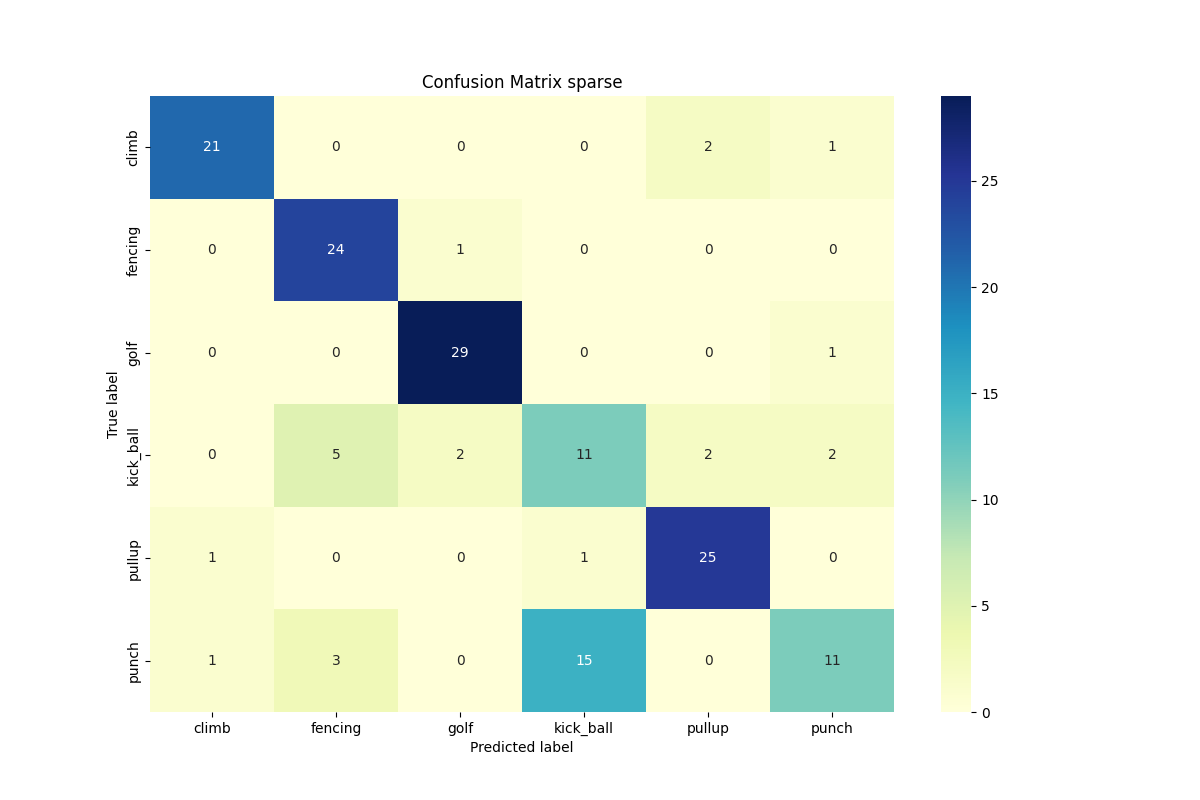 Confusion Matrix sparse
True label
climb 21 0 0 0 2 1
fencing 0 24 1 0 0 0
golf 0 0 29 0 0 1
kick_ball 0 5 2 11 2 2
pullup 1 0 0 1 25 0
punch 1 3 0 15 0 11
climb fencing golf kick_ball pullup punch
Predicted label
25
20
15
10
5
0